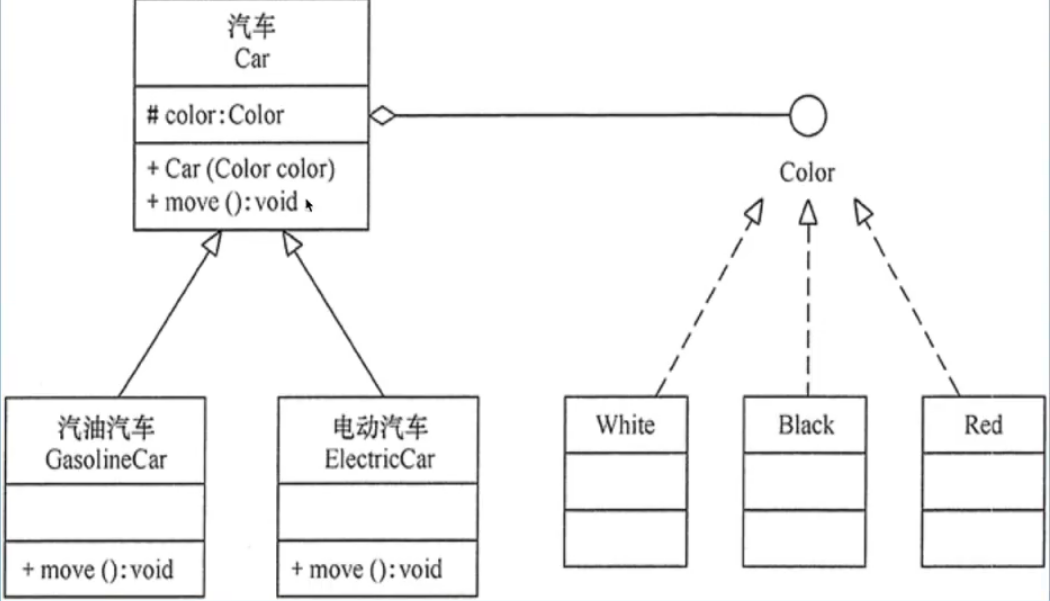 汽车
Car
# color:Color
+ Car (Color color)
+ move ():void
Color
汽油汽车
GasolineCar
+ move ():void
电动汽车
ElectricCar
+ move ():void
White
Black
Red